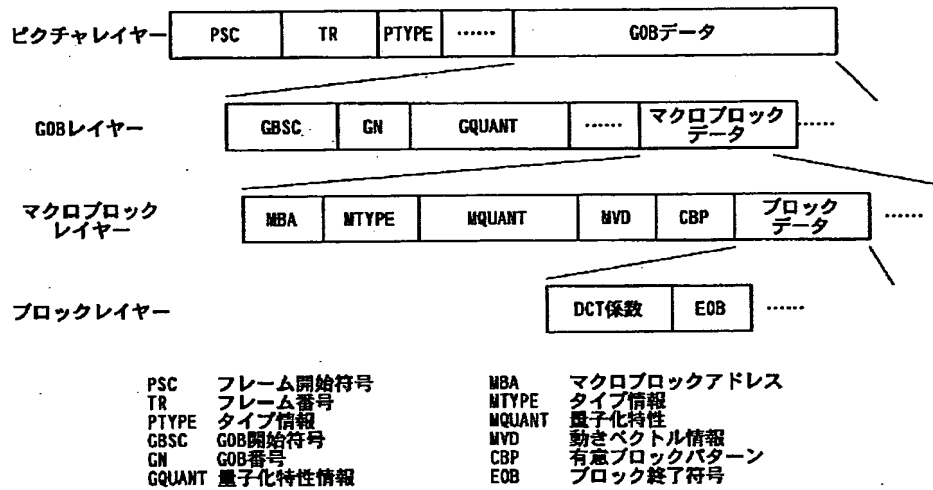 ピクチャレイヤー PSC TR PTYPE ...... GOBデータ
GOBレイヤー GBSC GN GQUANT ...... マクロブロック
データ ......
マクロブロック
レイヤー MBA MTYPE MQUANT MVD CBP ブロック
データ ......
ブロックレイヤー DCT係数 EOB ......
PSC フレーム開始符号
TR フレーム番号
PTYPE タイプ情報
GBSC GOB開始符号
GN GOB番号
GQUANT 量子化特性情報
MBA マクロブロックアドレス
MTYPE タイプ情報
MQUANT 量子化特性
MVD 動きベクトル情報
CBP 有意ブロックパターン
EOB ブロック終了符号